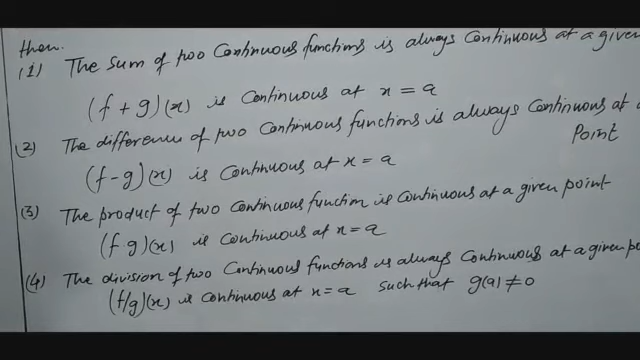 then.
(1) The sum of two Continuous functions is always Continuous at a given
(f + g)(x) is Continuous at x = a
(2) The difference of two Continuous functions is always Continuous at a
Point
(f-g)(x) is Continuous at x = a
(3) The product of two Continuous function is Continuous at a given point
(f g)(x) is Continuous at x = a
(4) The division of two Continuous functions is always Continuous at a given po
(f/g)(x) is Continuous at x = a such that g(a) ≠ 0